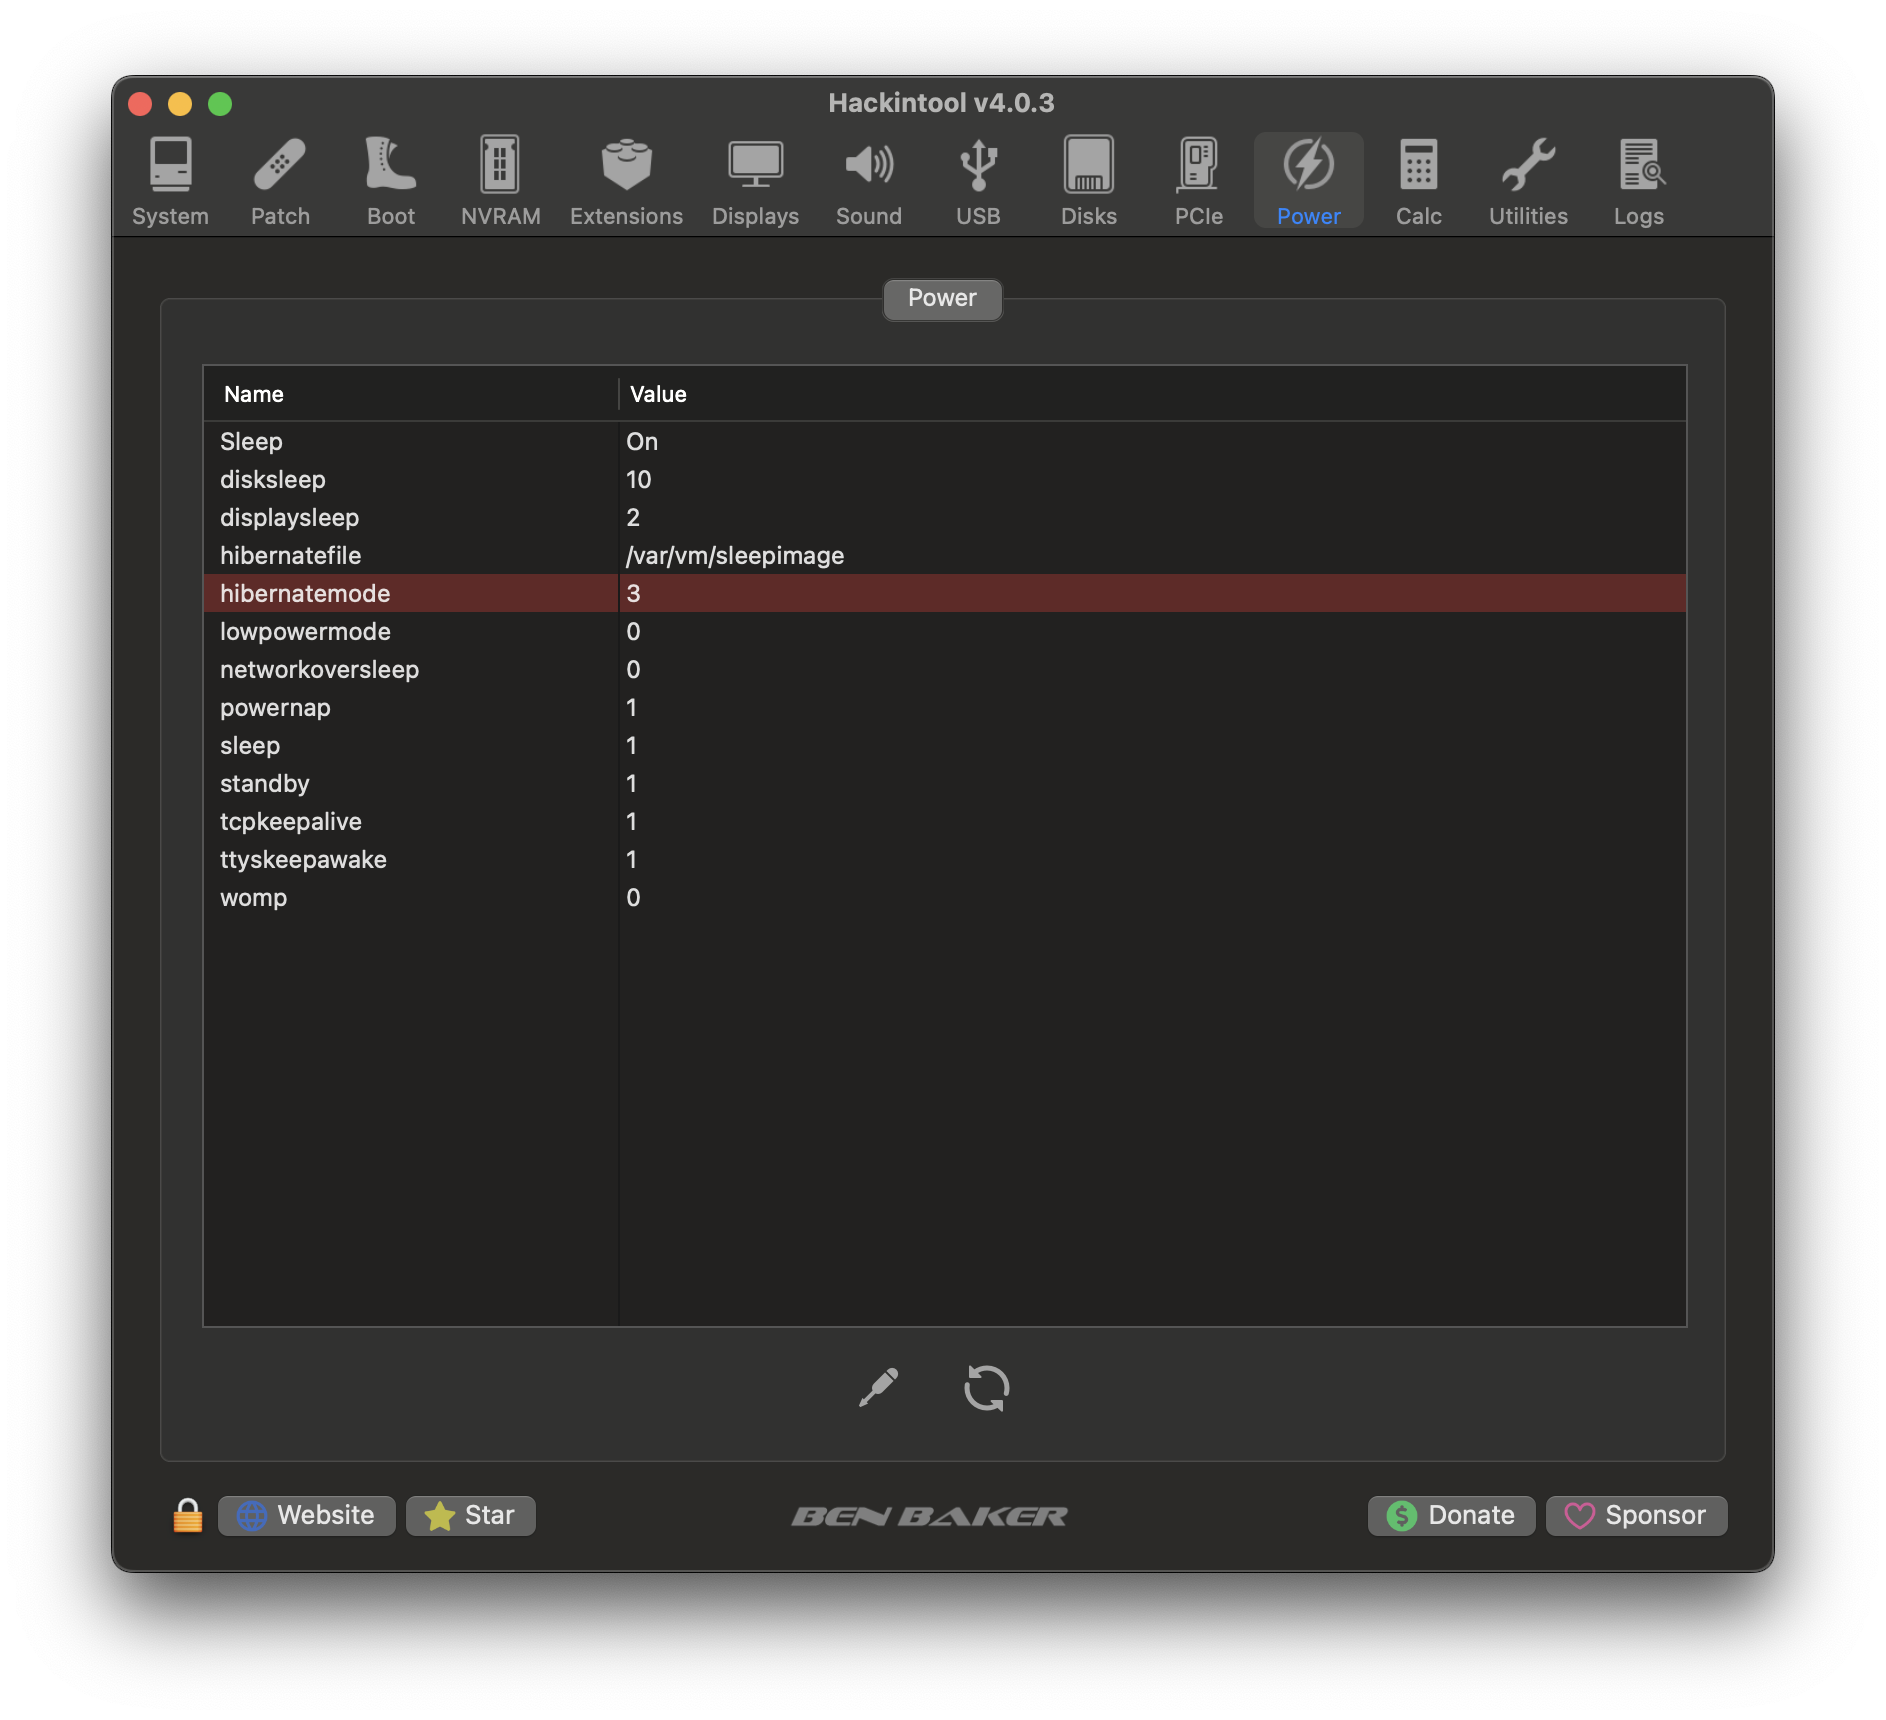 Hackintool v4.0.3
System Patch Boot NVRAM Extensions Displays Sound USB Disks PCIe Power Calc Utilities Logs
Power
Name Value
Sleep On
disksleep 10
displaysleep 2
hibernatefile /var/vm/sleepimage
hibernatemode 3
lowpowermode 0
networkoversleep 0
powernap 1
sleep 1
standby 1
tcpkeepalive 1
ttyskeepawake 1
womp 0
Website Star BEN BAKER Donate Sponsor